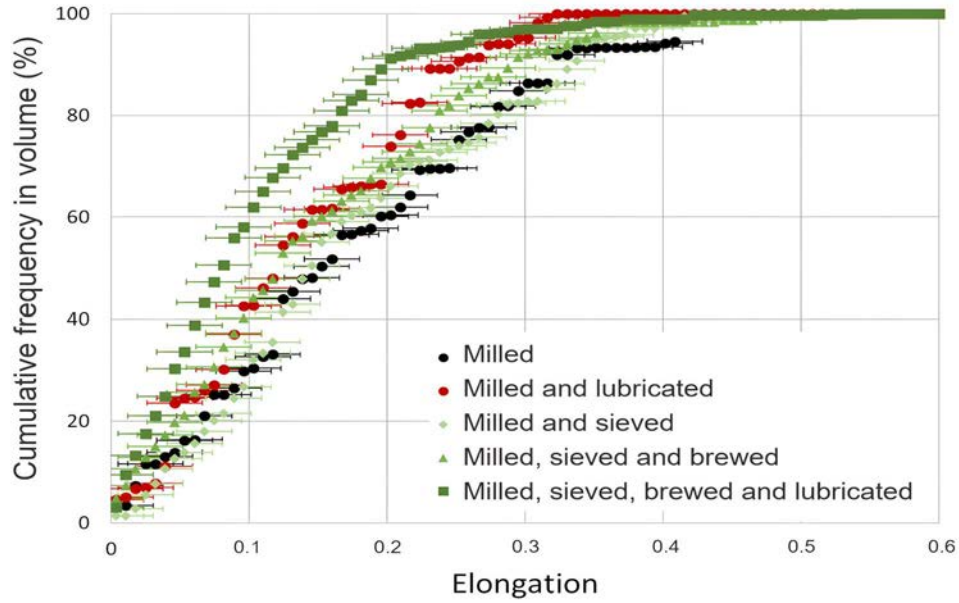 Cumulative frequency in volume (%)
100
80
60
40
20
0
Milled
Milled and lubricated
Milled and sieved
Milled, sieved and brewed
Milled, sieved, brewed and lubricated
0 0.1 0.2 0.3 0.4 0.5 0.6
Elongation